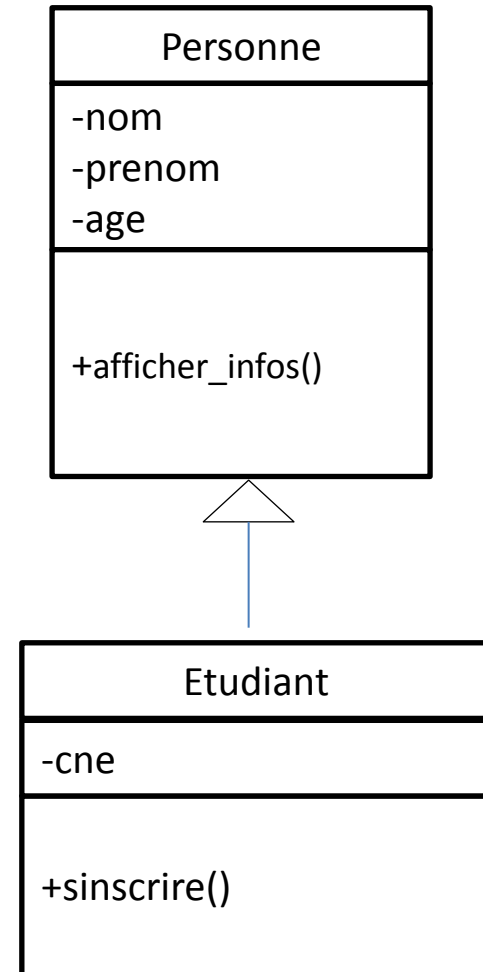 Personne
-nom
-prenom
-age
+afficher_infos()
Etudiant
-cne
+sinscrire()